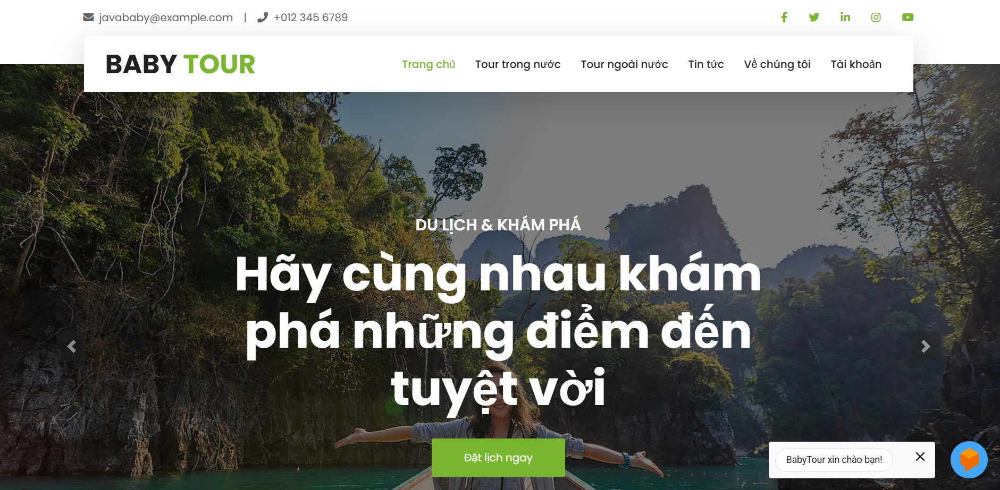 javababy@example.com | +012 345 6789
BABY TOUR
Trang chủ Tour trong nước Tour ngoài nước Tin tức Về chúng tôi Tài khoản
DU LỊCH & KHÁM PHÁ
Hãy cùng nhau khám
phá những điểm đến
tuyệt vời
Đặt lịch ngay
BabyTour xin chào bạn!